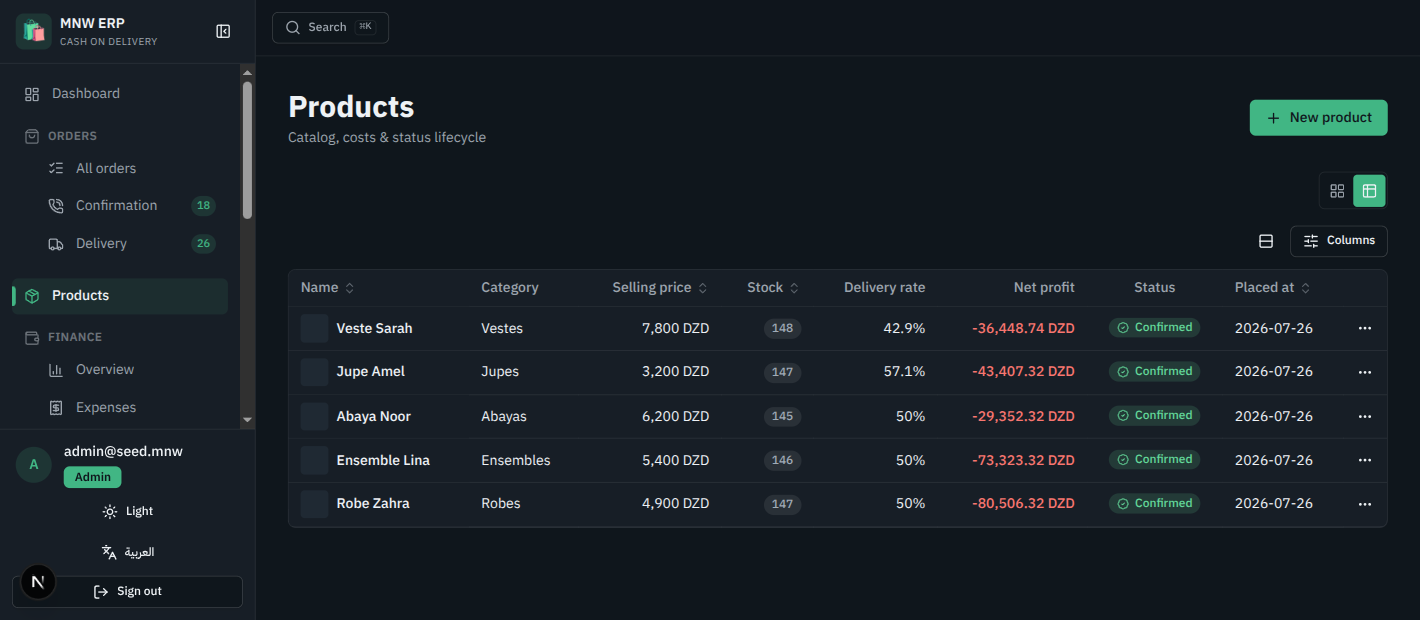 MNW ERP
CASH ON DELIVERY
Search ⌘K
Dashboard
ORDERS
All orders
Confirmation 18
Delivery 26
Products
FINANCE
Overview
Expenses
A
admin@seed.mnw
Admin
Light
العربية
N
Sign out
Products
Catalog, costs & status lifecycle
+ New product
Columns
Name Category Selling price Stock Delivery rate Net profit Status Placed at
Veste Sarah Vestes 7,800 DZD 148 42.9% -36,448.74 DZD Confirmed 2026-07-26 ···
Jupe Amel Jupes 3,200 DZD 147 57.1% -43,407.32 DZD Confirmed 2026-07-26 ···
Abaya Noor Abayas 6,200 DZD 145 50% -29,352.32 DZD Confirmed 2026-07-26 ···
Ensemble Lina Ensembles 5,400 DZD 146 50% -73,323.32 DZD Confirmed 2026-07-26 ···
Robe Zahra Robes 4,900 DZD 147 50% -80,506.32 DZD Confirmed 2026-07-26 ···